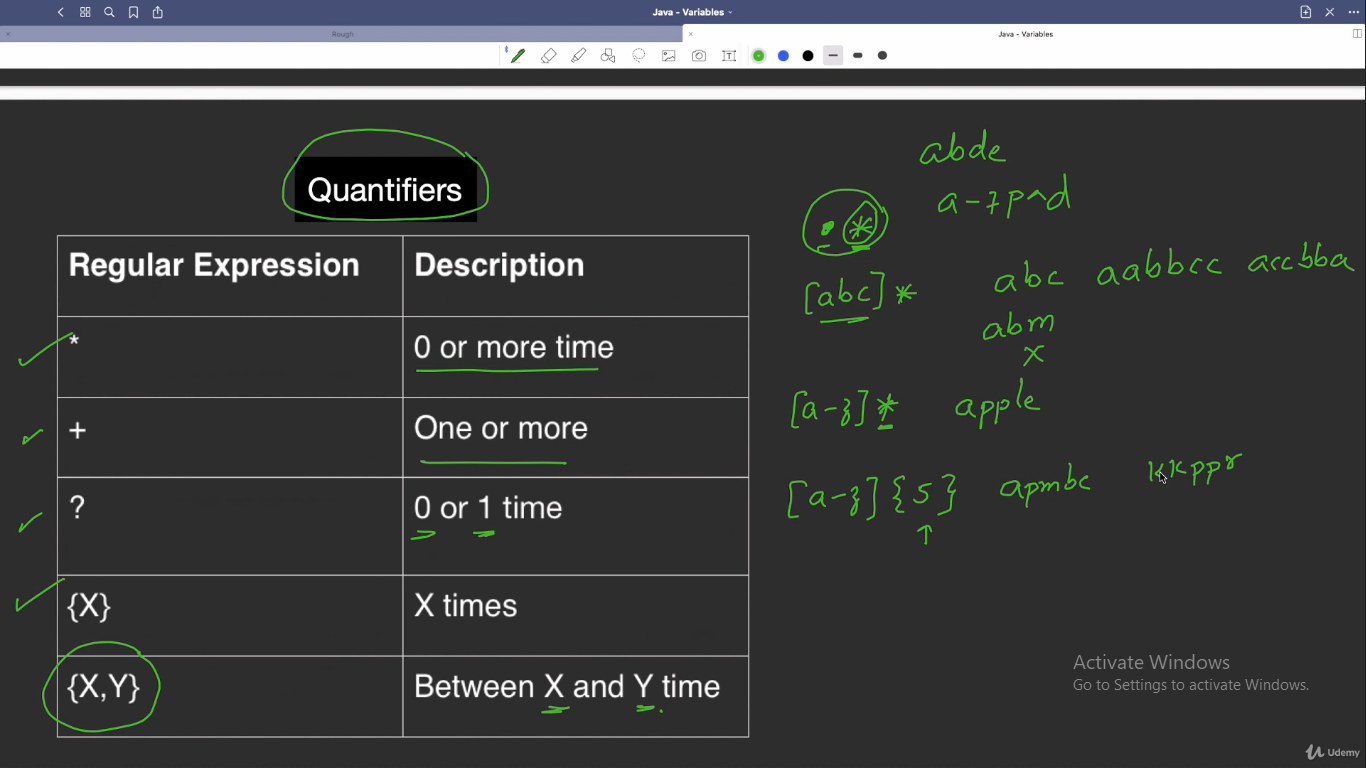 Java - Variables
Rough
Java - Variables
Quantifiers
Regular Expression Description
* 0 or more time
+ One or more
? 0 or 1 time
{X} X times
{X,Y} Between X and Y time
abde
a-7p^d
.*
[abc]* abc aabbcc accbba
abm
x
[a-z]* apple
[a-z]{5} apmbc kkppr
Activate Windows
Go to Settings to activate Windows.
Udemy